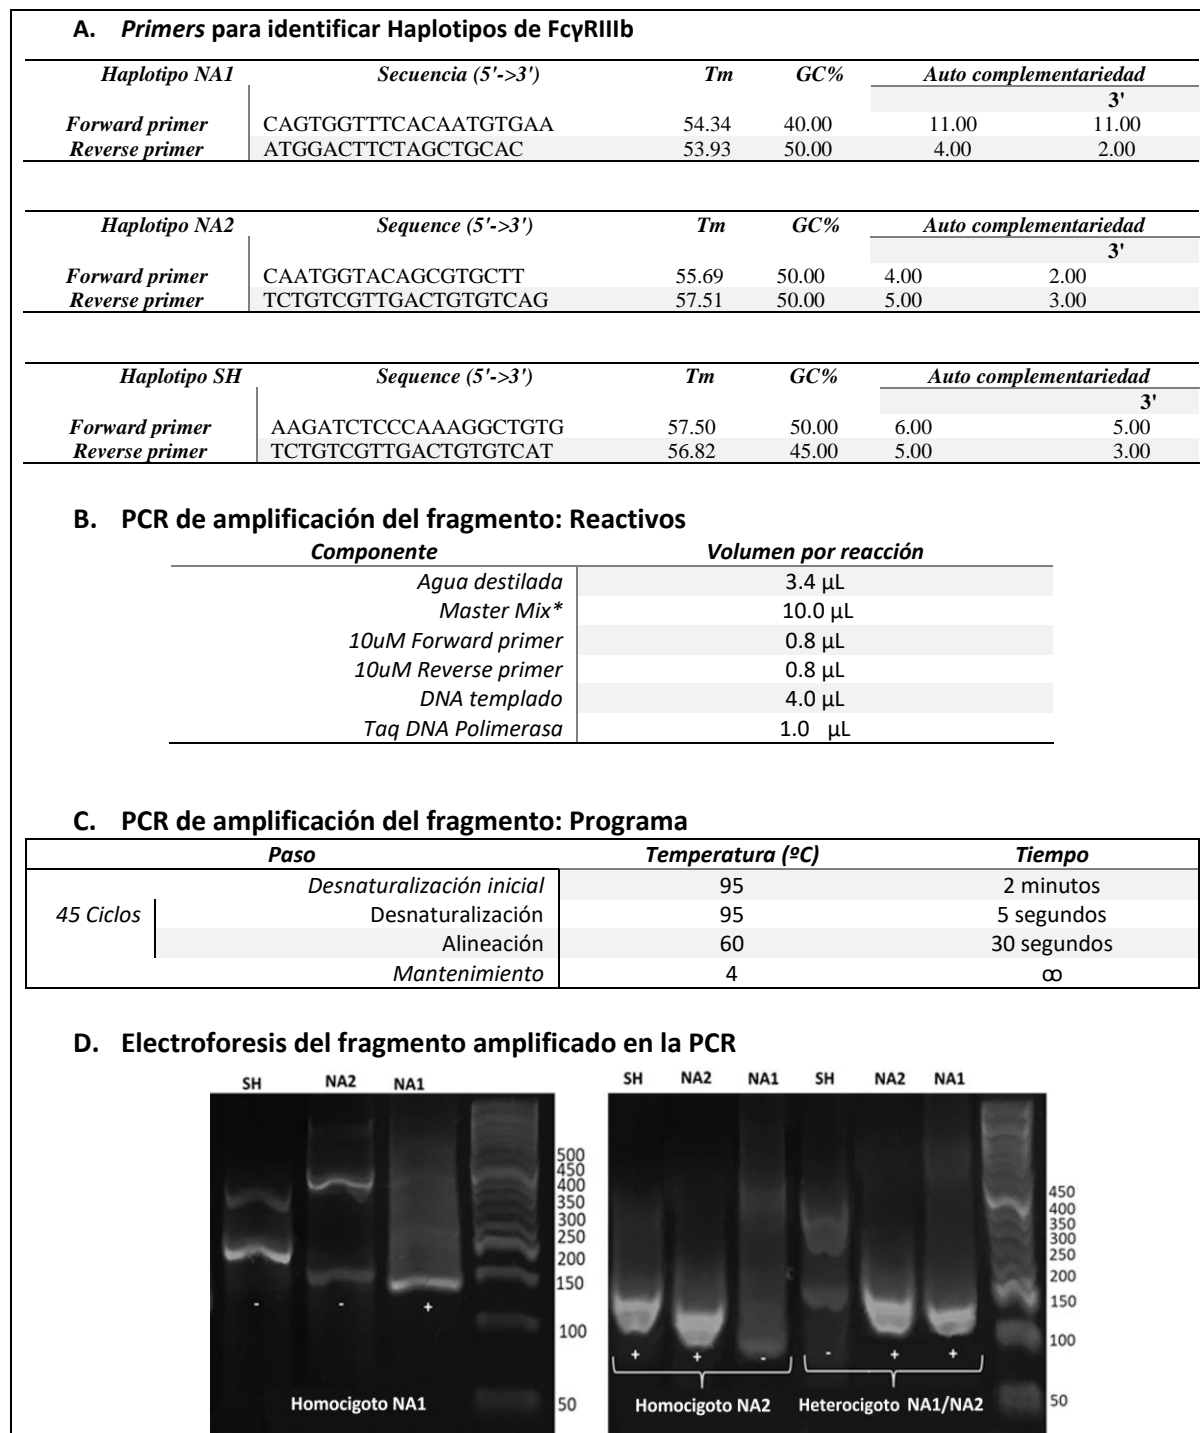 A. Primers para identificar Haplotipos de FcγRIIIb
Haplotipo NA1 Secuencia (5'->3') Tm GC% Auto complementariedad
3'
Forward primer CAGTGGTTTCACAATGTGAA 54.34 40.00 11.00 11.00
Reverse primer ATGGACTTCTAGCTGCAC 53.93 50.00 4.00 2.00
Haplotipo NA2 Sequence (5'->3') Tm GC% Auto complementariedad
3'
Forward primer CAATGGTACAGCGTGCTT 55.69 50.00 4.00 2.00
Reverse primer TCTGTCGTTGACTGTGTCAG 57.51 50.00 5.00 3.00
Haplotipo SH Sequence (5'->3') Tm GC% Auto complementariedad
3'
Forward primer AAGATCTCCCAAAGGCTGTG 57.50 50.00 6.00 5.00
Reverse primer TCTGTCGTTGACTGTGTCAT 56.82 45.00 5.00 3.00
B. PCR de amplificación del fragmento: Reactivos
Componente Volumen por reacción
Agua destilada 3.4 µL
Master Mix* 10.0 µL
10uM Forward primer 0.8 µL
10uM Reverse primer 0.8 µL
DNA templado 4.0 µL
Taq DNA Polimerasa 1.0 µL
C. PCR de amplificación del fragmento: Programa
Paso Temperatura (ºC) Tiempo
Desnaturalización inicial 95 2 minutos
45 Ciclos Desnaturalización 95 5 segundos
Alineación 60 30 segundos
Mantenimiento 4 ꝏ
D. Electroforesis del fragmento amplificado en la PCR
SH NA2 NA1
500
450
400
350
300
250
200
150
100
50
- - +
Homocigoto NA1
SH NA2 NA1 SH NA2 NA1
450
400
350
300
250
200
150
100
50
+ + - - + +
Homocigoto NA2 Heterocigoto NA1/NA2